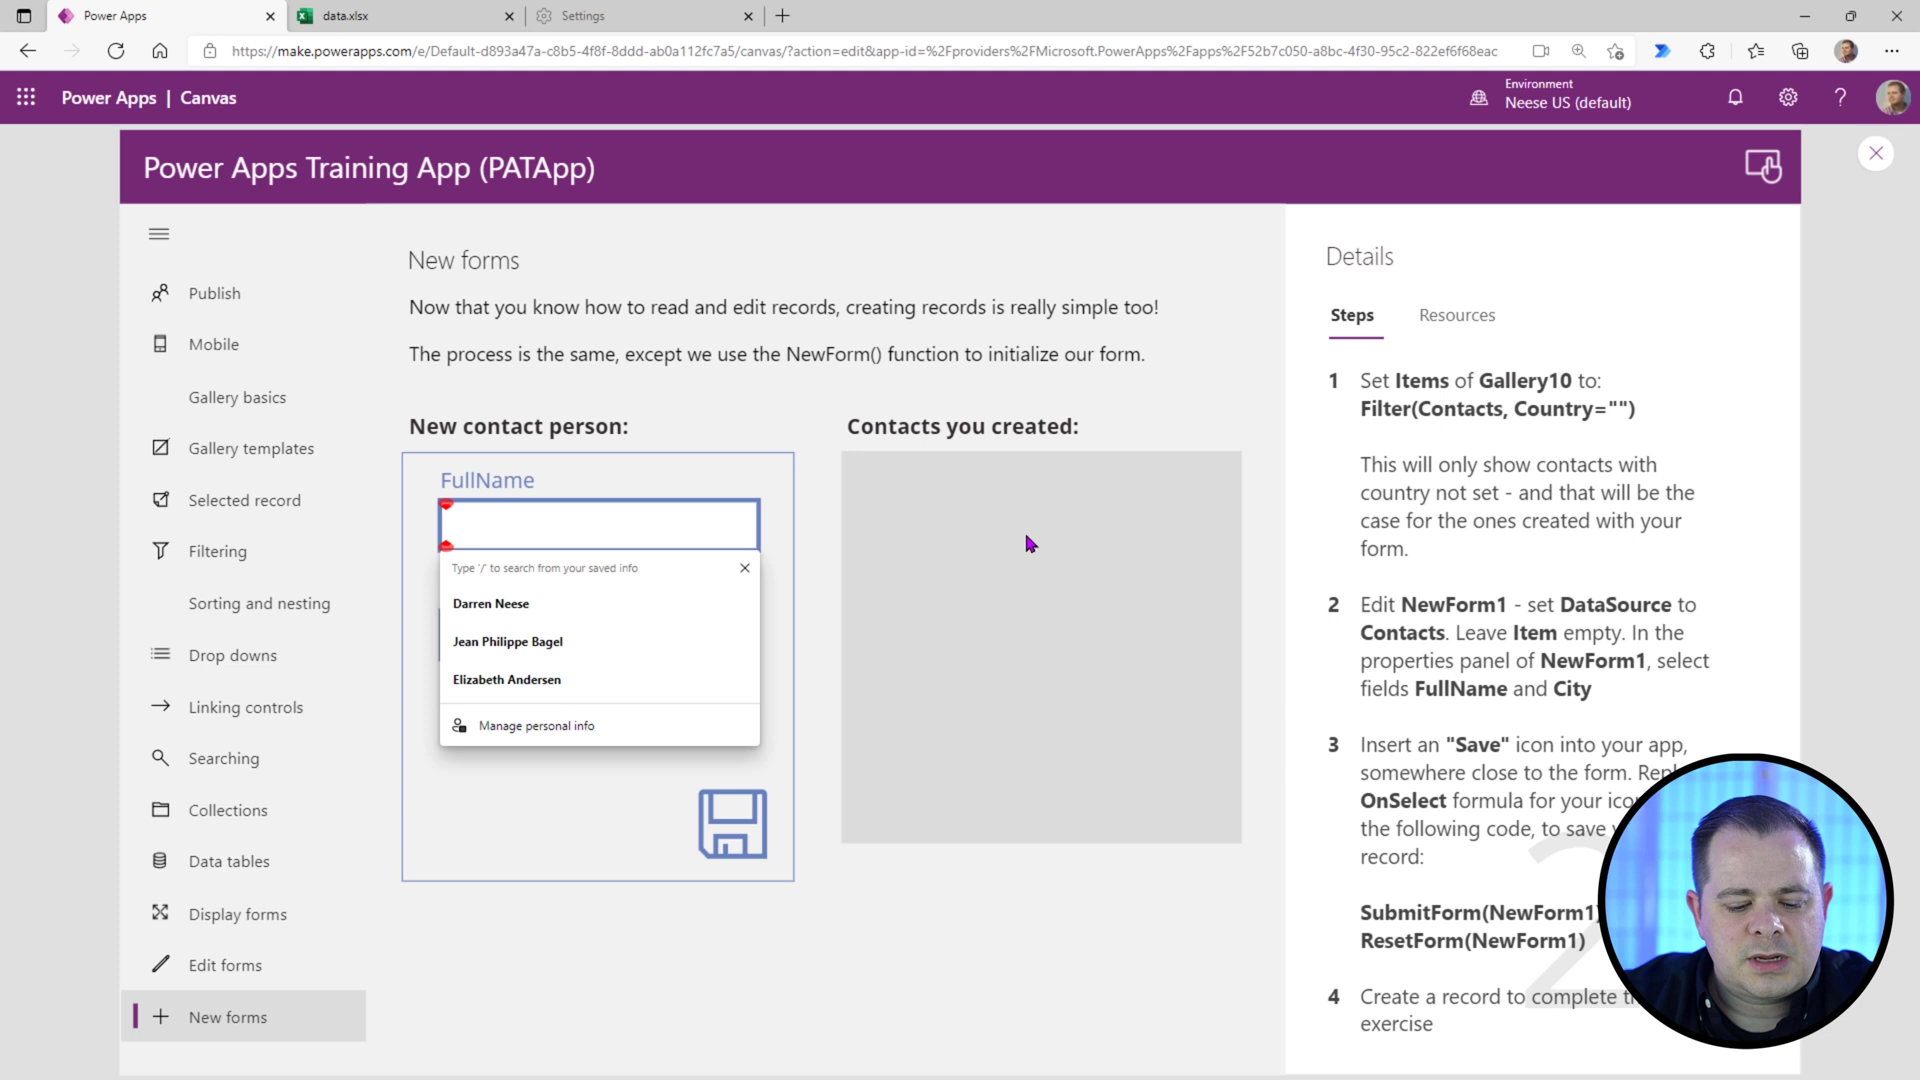 Power Apps
data.xlsx
Settings
https://make.powerapps.com/e/Default-d893a47a-c8b5-4f8f-8ddd-ab0a112fc7a5/canvas/?action=edit&app-id=%2Fproviders%2FMicrosoft.PowerApps%2Fapps%2F52b7c050-a8bc-4f30-95c2-822ef6f68eac
Power Apps | Canvas
Environment
Neese US (default)
Power Apps Training App (PATApp)
Publish
Mobile
Gallery basics
Gallery templates
Selected record
Filtering
Sorting and nesting
Drop downs
Linking controls
Searching
Collections
Data tables
Display forms
Edit forms
New forms
New forms
Now that you know how to read and edit records, creating records is really simple too!
The process is the same, except we use the NewForm() function to initialize our form.
New contact person:
FullName
Type '/' to search from your saved info
Darren Neese
Jean Philippe Bagel
Elizabeth Andersen
Manage personal info
Contacts you created:
Details
Steps Resources
1 Set Items of Gallery10 to:
Filter(Contacts, Country="")
This will only show contacts with
country not set - and that will be the
case for the ones created with your
form.
2 Edit NewForm1 - set DataSource to
Contacts. Leave Item empty. In the
properties panel of NewForm1, select
fields FullName and City
3 Insert an "Save" icon into your app,
somewhere close to the form.
OnSelect formula for your
the following code, to save
record:
SubmitForm(NewForm1)
ResetForm(NewForm1)
4 Create a record to complete
exercise